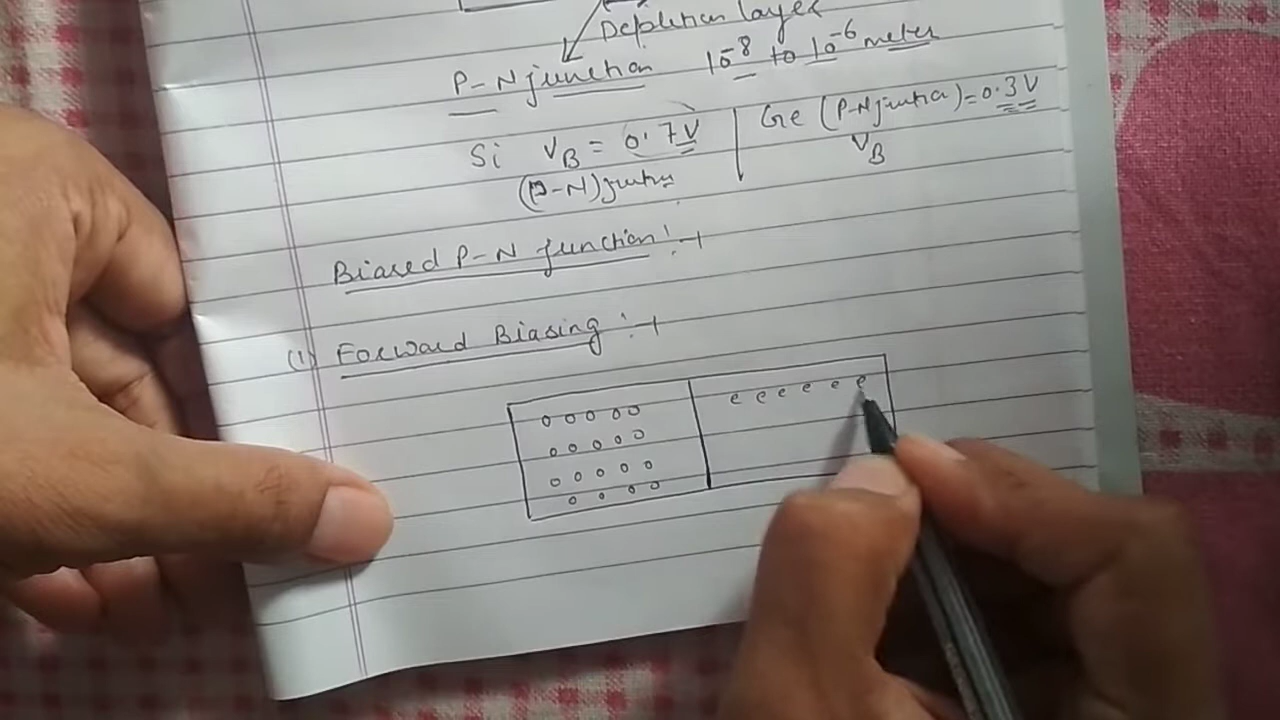 Depletion layer
P-N junction 10⁻⁸ to 10⁻⁶ meter
Si V_B = 0.7V
(P-N) junction
Ge (P-N junction) = 0.3V
V_B
Biased P-N junction :-
(1) Forward Biasing :-
o o o o o e e e e e e
o o o o o
o o o o o
o o o o